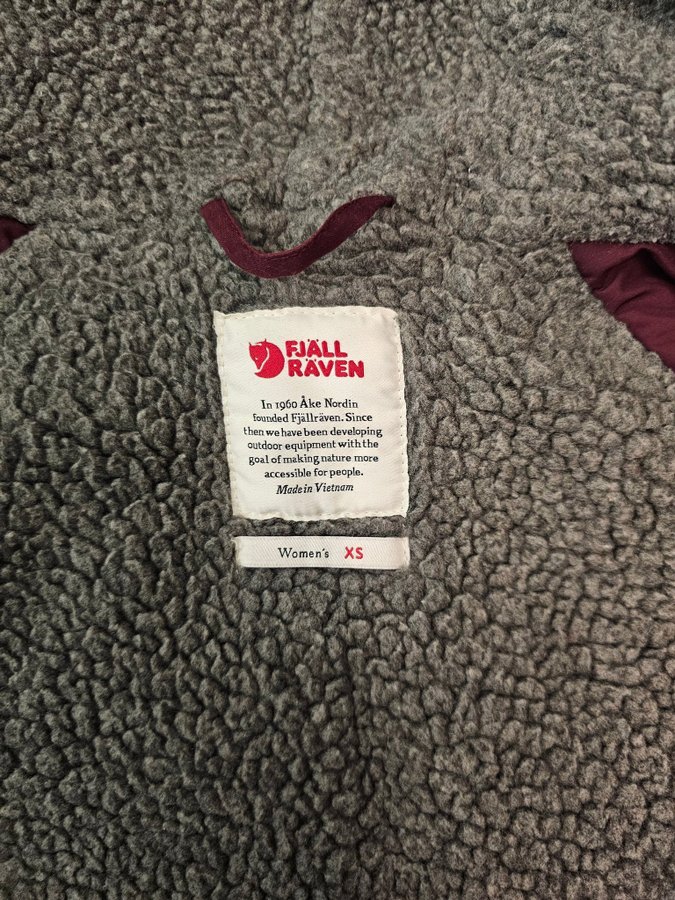 FJÄLL
RÄVEN
In 1960 Åke Nordin
founded Fjällräven. Since
then we have been developing
outdoor equipment with the
goal of making nature more
accessible for people.
Made in Vietnam
Women's XS